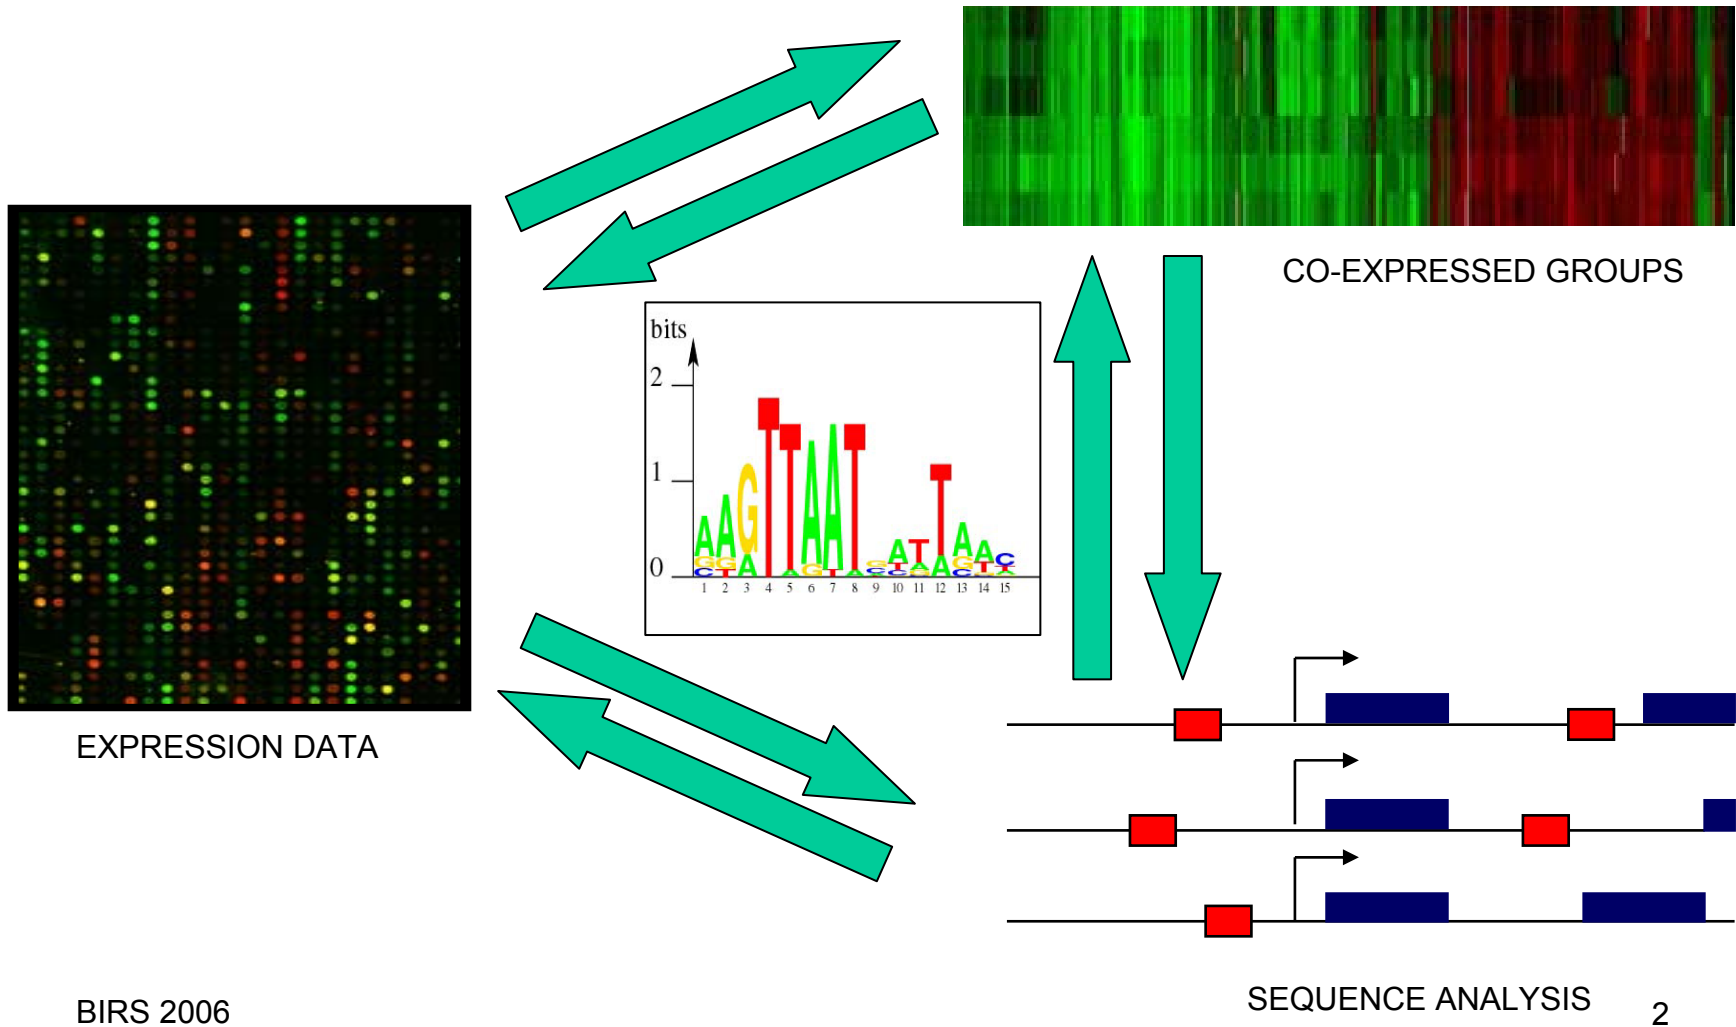 CO-EXPRESSED GROUPS
bits
2
1
0
A A G T T A A T G A T T A A C
G G A A G T A C C T A A G T T
C T A T G C C A
1 2 3 4 5 6 7 8 9 10 11 12 13 14 15
EXPRESSION DATA
SEQUENCE ANALYSIS
BIRS 2006
2